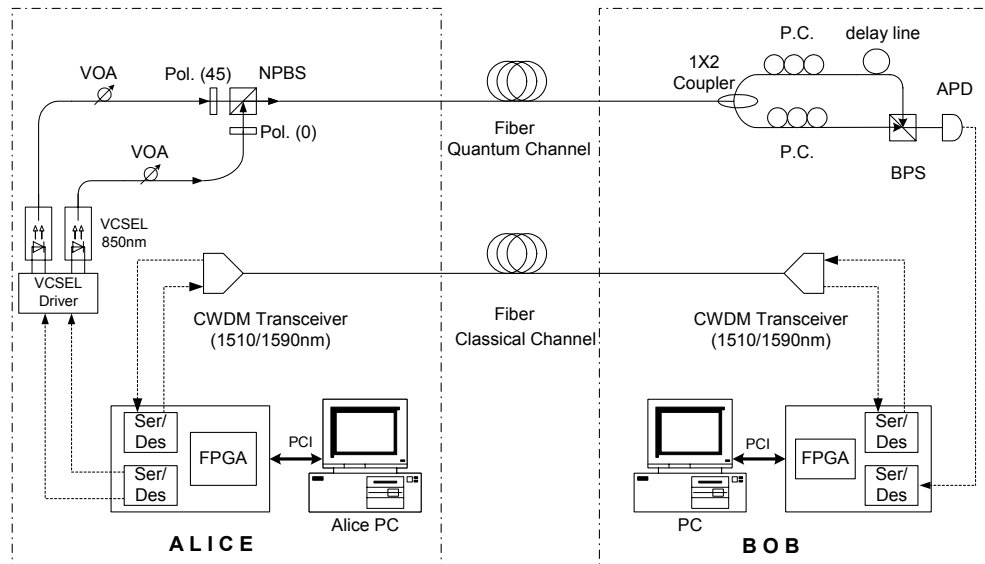 P.C.
delay line
VOA
Pol. (45)
NPBS
1X2
Coupler
APD
Pol. (0)
Fiber
Quantum Channel
VOA
P.C.
BPS
VCSEL
850nm
VCSEL
Driver
CWDM Transceiver
(1510/1590nm)
Fiber
Classical Channel
CWDM Transceiver
(1510/1590nm)
Ser/
Des
FPGA
PCI
Ser/
Des
Alice PC
A L I C E
PCI
FPGA
Ser/
Des
Ser/
Des
PC
B O B